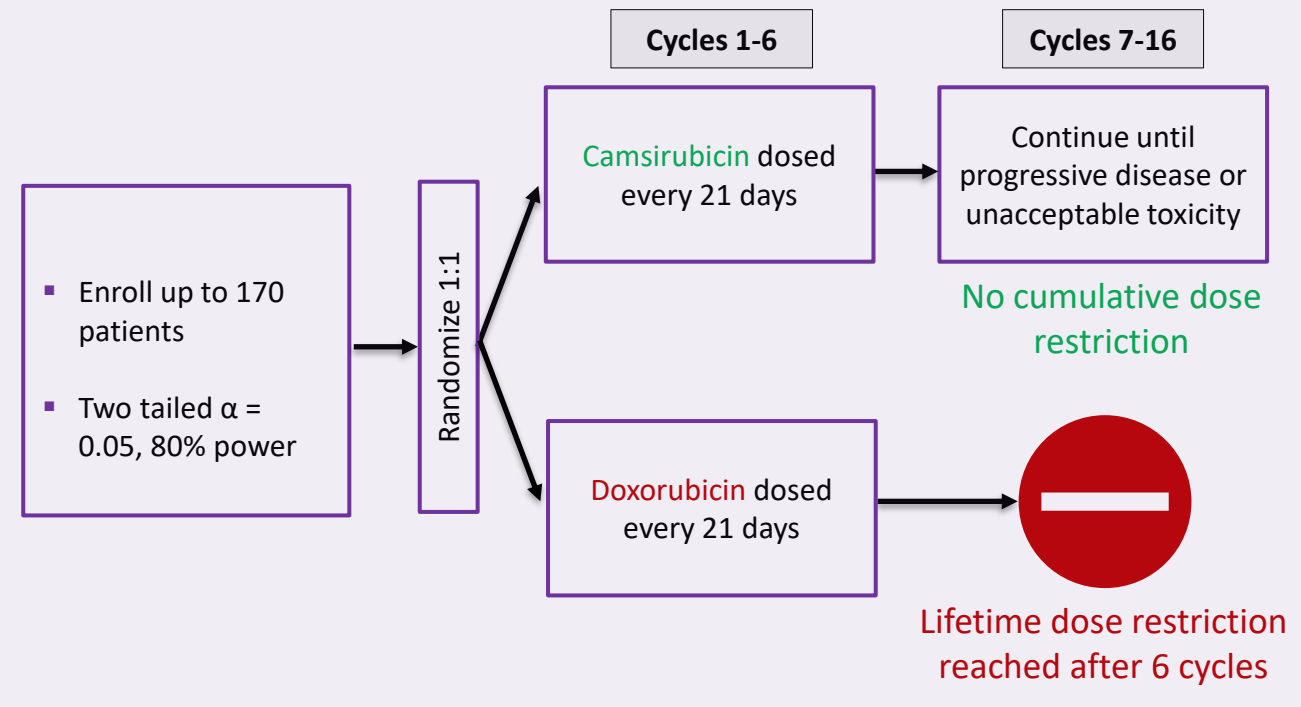 Cycles 1-6
Cycles 7-16
▪ Enroll up to 170
patients
▪ Two tailed α =
0.05, 80% power
Randomize 1:1
Camsirubicin dosed
every 21 days
Continue until
progressive disease or
unacceptable toxicity
No cumulative dose
restriction
Doxorubicin dosed
every 21 days
Lifetime dose restriction
reached after 6 cycles